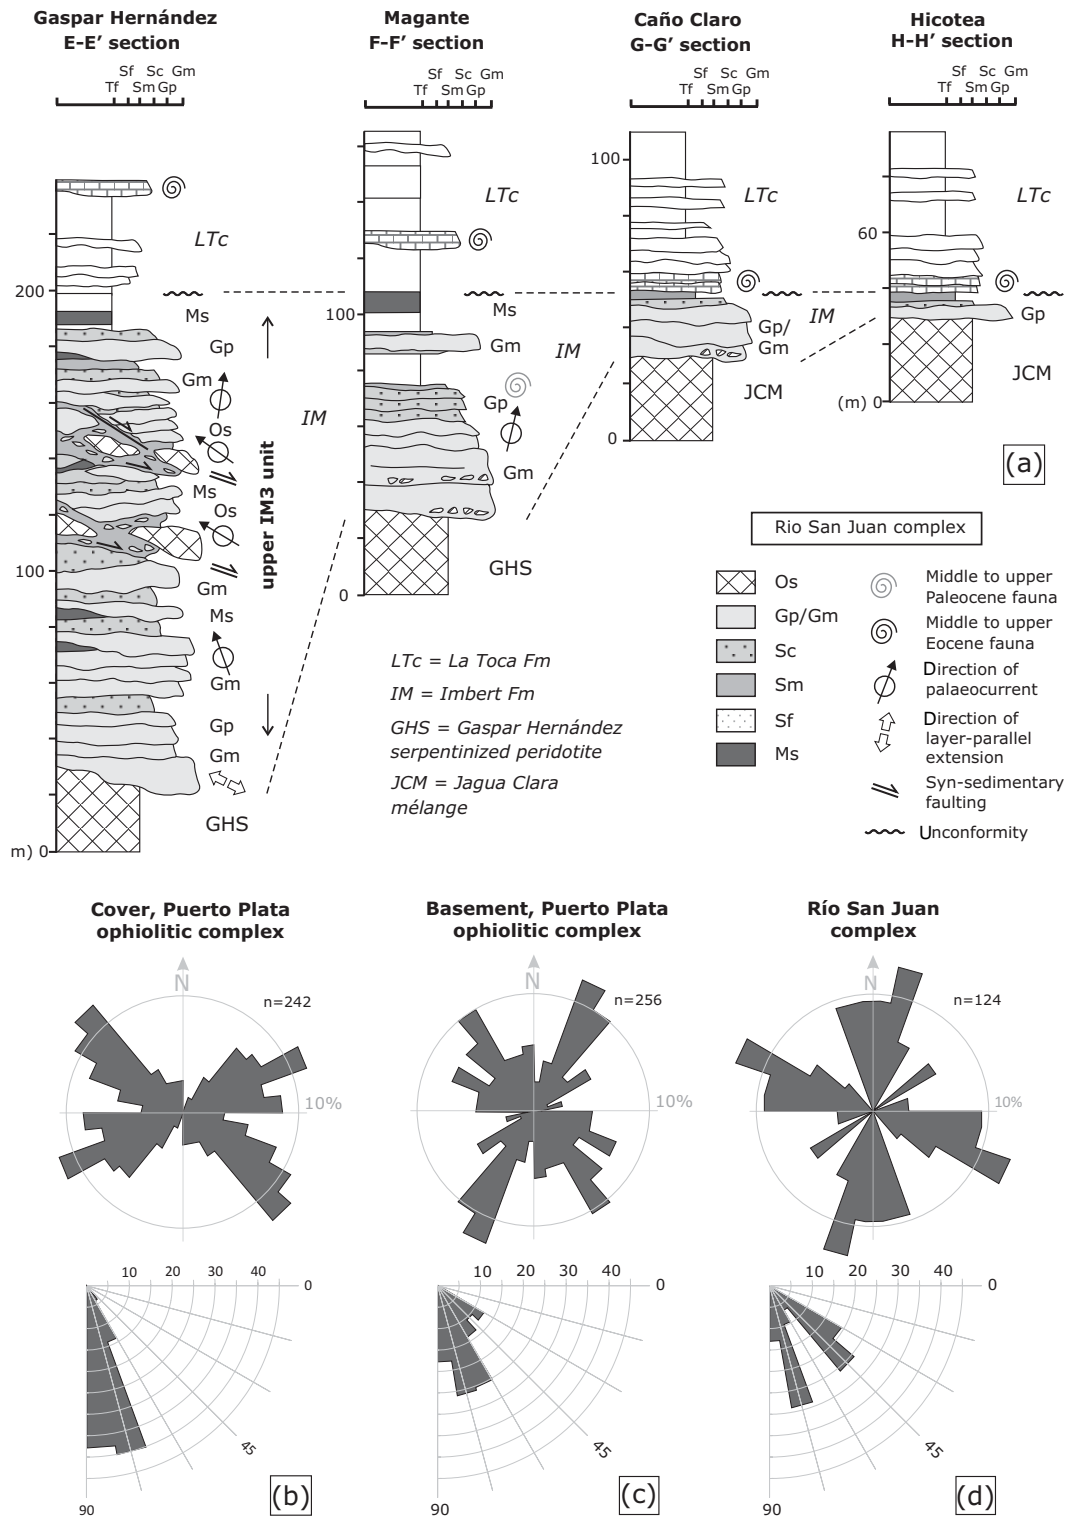 Gaspar Hernández
E-E' section
Sf Sc Gm
Tf Sm Gp
LTc
200
Ms
Gp
Gm
Os
IM
Ms
Os
upper IM3 unit
100
Gm
Ms
Gm
Gp
Gm
GHS
m) 0
Magante
F-F' section
Sf Sc Gm
Tf Sm Gp
LTc
100
Ms
Gm
IM
Gp
Gm
GHS
0
Caño Claro
G-G' section
Sf Gm
Tf Sm Gp
Sc
100
LTc
IM
Gp/
Gm
JCM
0
Hicotea
H-H' section
Sf Sc Gm
Tf Sm Gp
LTc
60
Gp
JCM
(m) 0
(a)
LTc = La Toca Fm
IM = Imbert Fm
GHS = Gaspar Hernández
serpentinized peridotite
JCM = Jagua Clara
mélange
Rio San Juan complex
Os
Gp/Gm
Sc
Sm
Sf
Ms
Middle to upper
Paleocene fauna
Middle to upper
Eocene fauna
Direction of
palaeocurrent
Direction of
layer-parallel
extension
Syn-sedimentary
faulting
Unconformity
Cover, Puerto Plata
ophiolitic complex
N
n=242
10%
10 20 30 40 0
45
90
(b)
Basement, Puerto Plata
ophiolitic complex
N
n=256
10%
10 20 30 40 0
45
90
(c)
Río San Juan
complex
N
n=124
10%
10 20 30 40 0
45
90
(d)